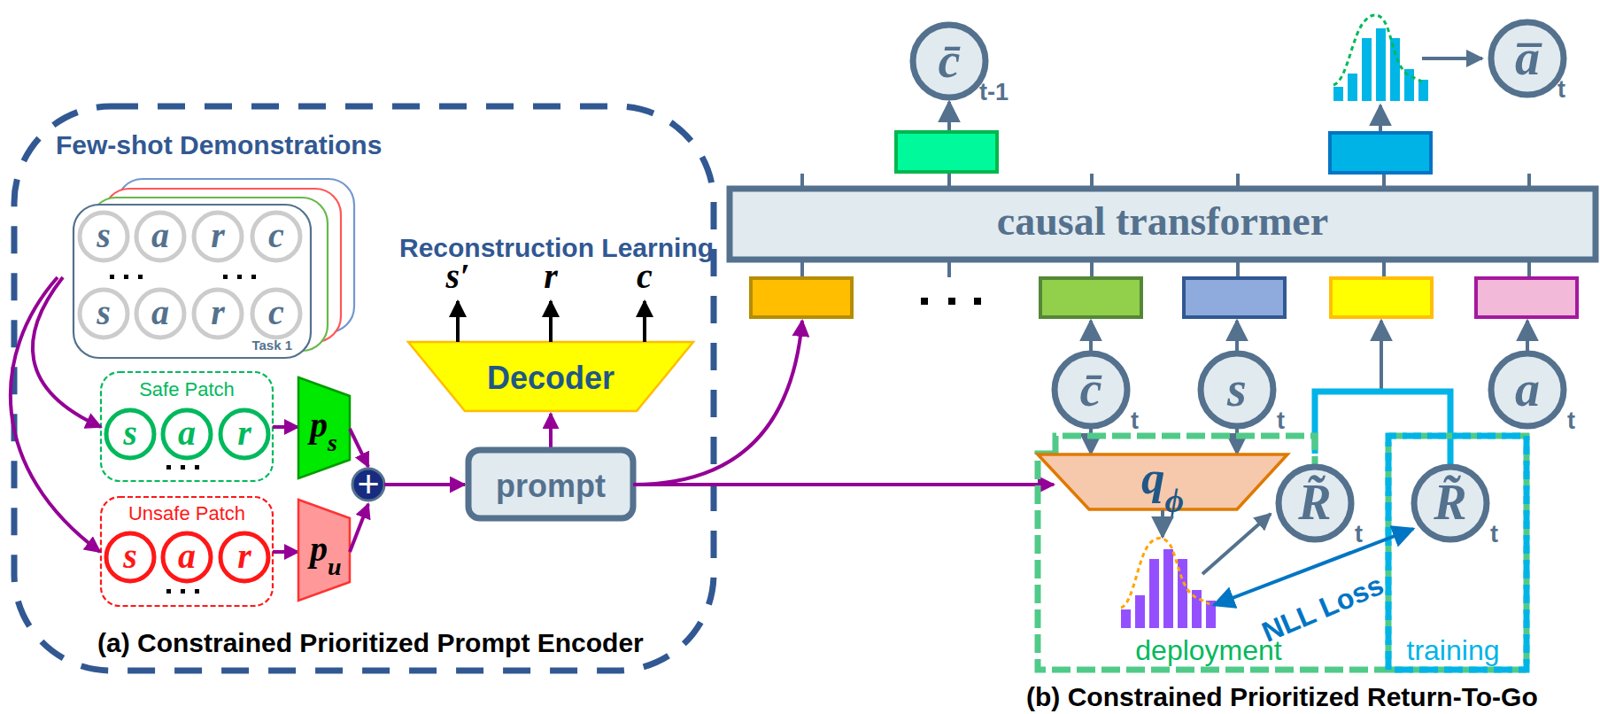 Few-shot Demonstrations
s a r c
... ...
s a r c
Task 1
Safe Patch
s a r
...
p_s
Unsafe Patch
s a r
...
p_u
+
Reconstruction Learning
s′ r c
Decoder
prompt
(a) Constrained Prioritized Prompt Encoder
c̄ t-1
a̅ t
causal transformer
...
c̄ t
s t
a t
q_ϕ
R̃ t
R̃ t
NLL Loss
deployment
training
(b) Constrained Prioritized Return-To-Go